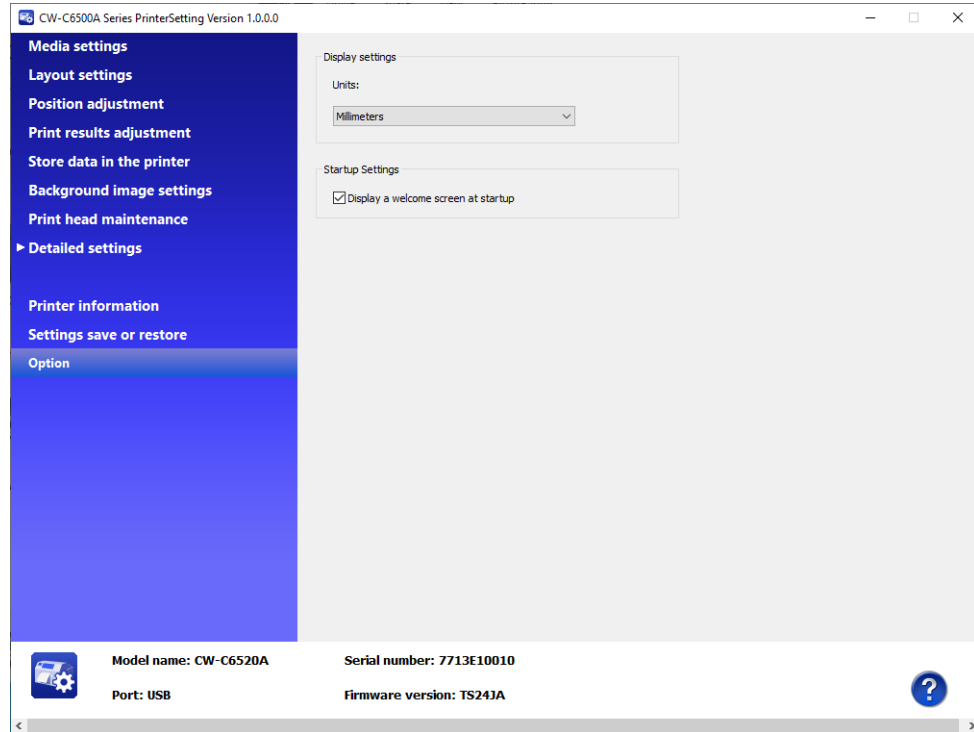 CW-C6500A Series PrinterSetting Version 1.0.0.0
Media settings
Layout settings
Position adjustment
Print results adjustment
Store data in the printer
Background image settings
Print head maintenance
Detailed settings
Printer information
Settings save or restore
Option
Display settings
Units:
Millimeters
Startup Settings
Display a welcome screen at startup
Model name: CW-C6520A
Serial number: 7713E10010
Port: USB
Firmware version: TS24JA
?